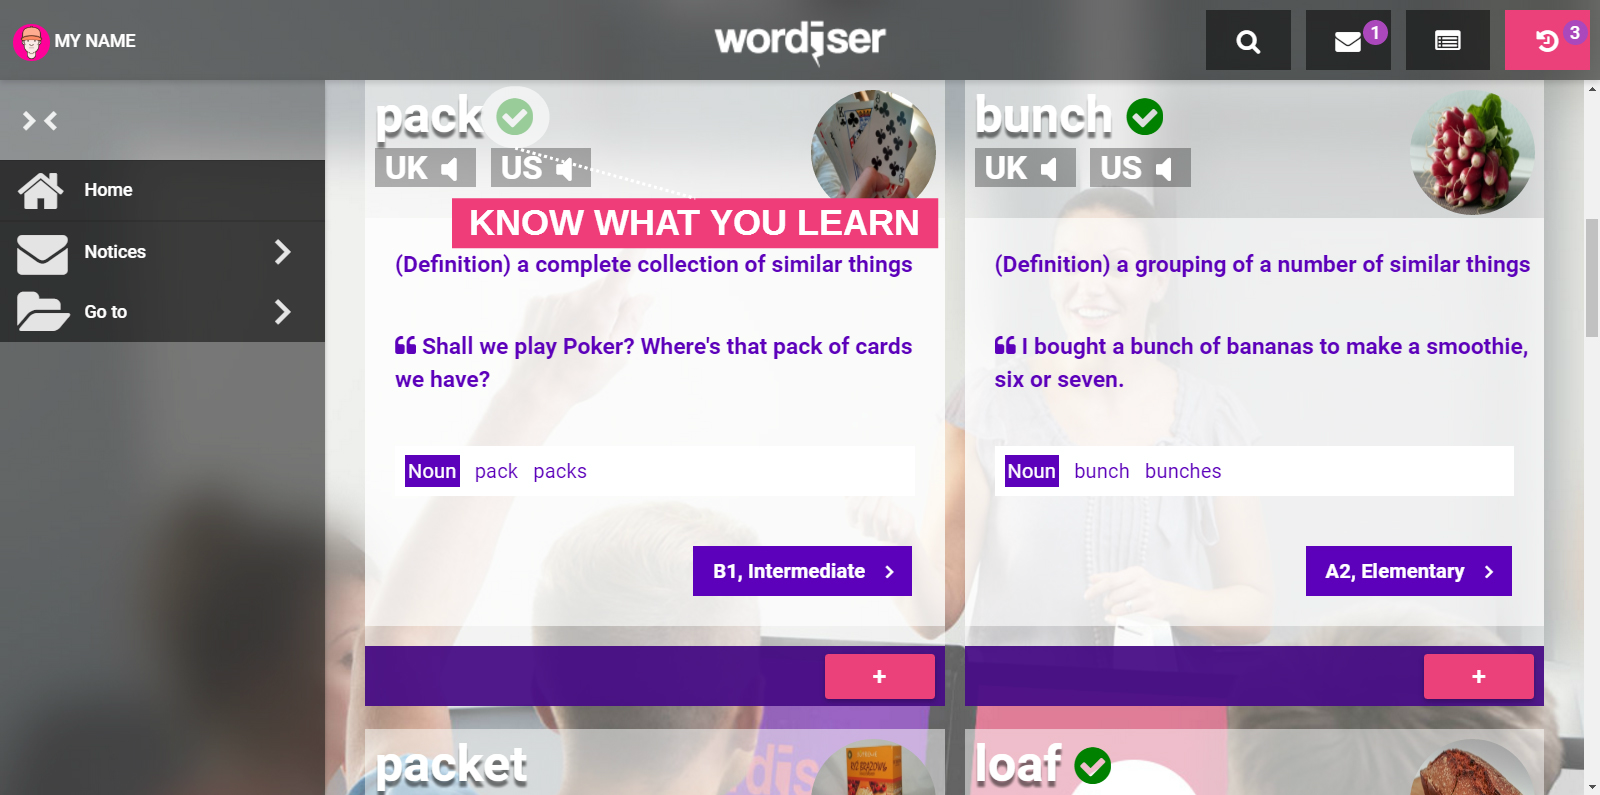 MY NAME
wordiser
1
3
Home
Notices
Go to
pack
UK
US
KNOW WHAT YOU LEARN
(Definition) a complete collection of similar things
❝ Shall we play Poker? Where's that pack of cards
we have?
Noun pack packs
B1, Intermediate
+
bunch
UK
US
(Definition) a grouping of a number of similar things
❝ I bought a bunch of bananas to make a smoothie,
six or seven.
Noun bunch bunches
A2, Elementary
+
packet
loaf